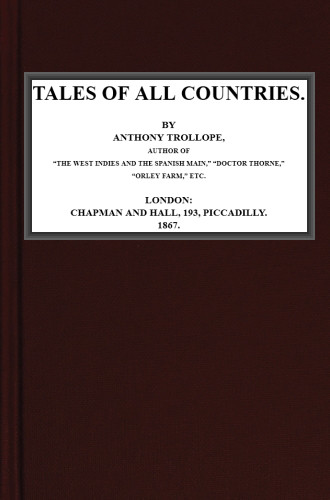 TALES OF ALL COUNTRIES.
BY
ANTHONY TROLLOPE,
AUTHOR OF
“THE WEST INDIES AND THE SPANISH MAIN,” “DOCTOR THORNE,”
“ORLEY FARM,” ETC.
LONDON:
CHAPMAN AND HALL, 193, PICCADILLY.
1867.